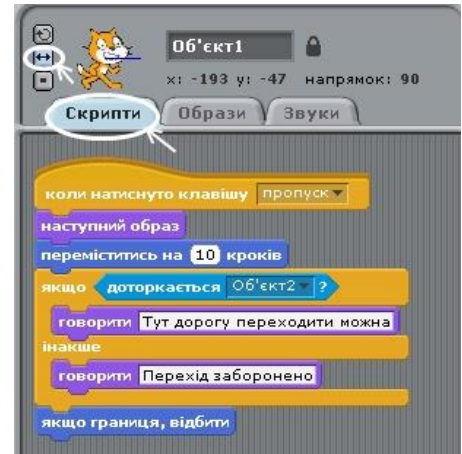 Об'єкт1
x: -193 y: -47 напрямок: 90
Скрипти Образи Звуки
коли натиснуто клавішу пропуск
наступний образ
переміститись на 10 кроків
якщо доторкається Об'єкт2 ?
говорити Тут дорогу переходити можна
інакше
говорити Перехід заборонено
якщо границя, відбити